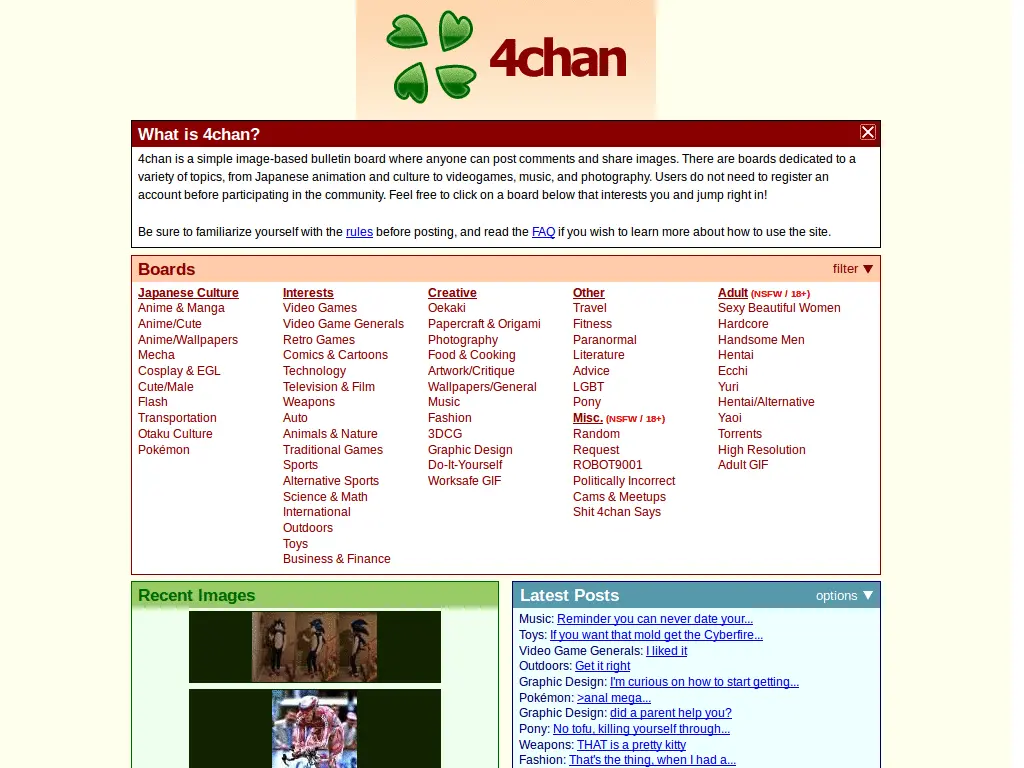 4chan
What is 4chan?
4chan is a simple image-based bulletin board where anyone can post comments and share images. There are boards dedicated to a
variety of topics, from Japanese animation and culture to videogames, music, and photography. Users do not need to register an
account before participating in the community. Feel free to click on a board below that interests you and jump right in!
Be sure to familiarize yourself with the rules before posting, and read the FAQ if you wish to learn more about how to use the site.
Boards
filter ▼
Japanese Culture
Anime & Manga
Anime/Cute
Anime/Wallpapers
Mecha
Cosplay & EGL
Cute/Male
Flash
Transportation
Otaku Culture
Pokémon
Interests
Video Games
Video Game Generals
Retro Games
Comics & Cartoons
Technology
Television & Film
Weapons
Auto
Animals & Nature
Traditional Games
Sports
Alternative Sports
Science & Math
International
Outdoors
Toys
Business & Finance
Creative
Oekaki
Papercraft & Origami
Photography
Food & Cooking
Artwork/Critique
Wallpapers/General
Music
Fashion
3DCG
Graphic Design
Do-It-Yourself
Worksafe GIF
Other
Travel
Fitness
Paranormal
Literature
Advice
LGBT
Pony
Misc. (NSFW / 18+)
Random
Request
ROBOT9001
Politically Incorrect
Cams & Meetups
Shit 4chan Says
Adult (NSFW / 18+)
Sexy Beautiful Women
Hardcore
Handsome Men
Hentai
Ecchi
Yuri
Hentai/Alternative
Yaoi
Torrents
High Resolution
Adult GIF
Recent Images
Latest Posts
options ▼
Music: Reminder you can never date your...
Toys: If you want that mold get the Cyberfire...
Video Game Generals: I liked it
Outdoors: Get it right
Graphic Design: I'm curious on how to start getting...
Pokémon: >anal mega...
Graphic Design: did a parent help you?
Pony: No tofu, killing yourself through...
Weapons: THAT is a pretty kitty
Fashion: That's the thing, when I had a...